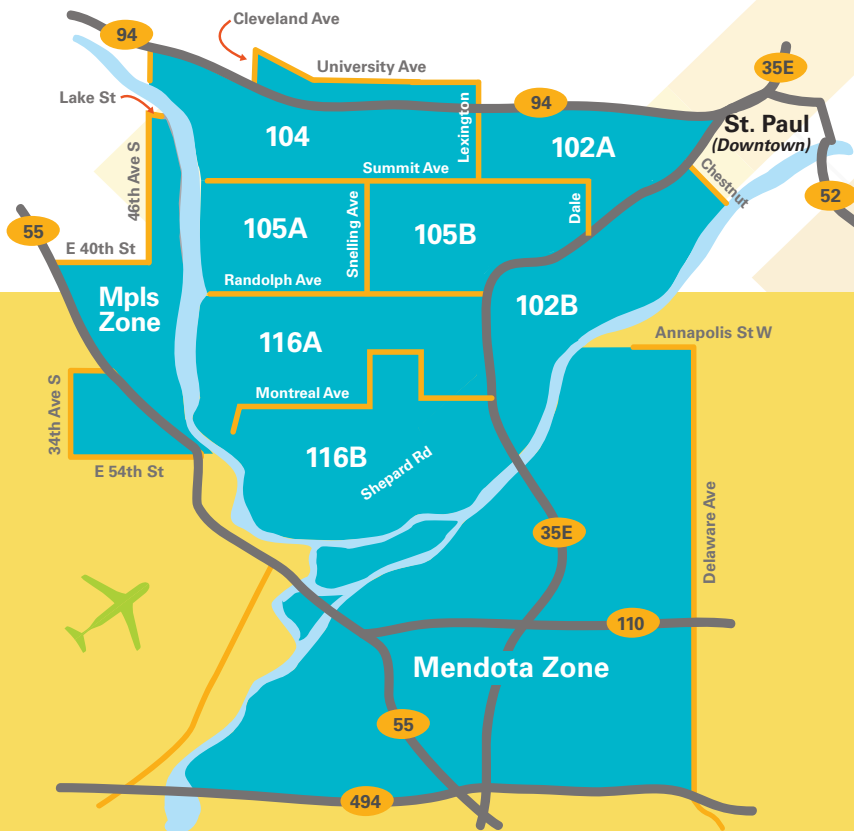 Cleveland Ave
94
University Ave
35E
Lake St
94
St. Paul
(Downtown)
104
Lexington
102A
Summit Ave
Chestnut
46th Ave S
52
55
105A
Snelling Ave
105B
Dale
E 40th St
Randolph Ave
Mpls
Zone
102B
116A
Annapolis St W
Montreal Ave
34th Ave S
116B
Shepard Rd
E 54th St
35E
Delaware Ave
110
Mendota Zone
55
494